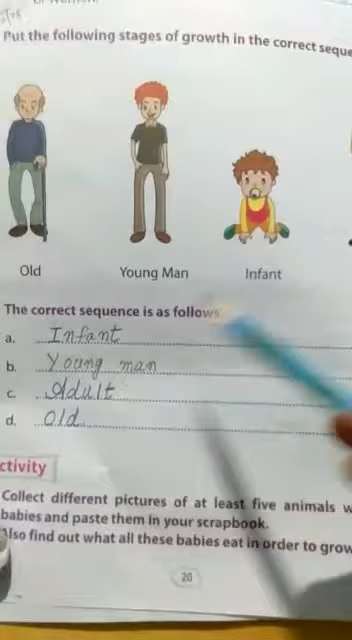 Put the following stages of growth in the correct seque
Old Young Man Infant
The correct sequence is as follows
a. Infant
b. Young man
c. Adult
d. Old
ctivity
Collect different pictures of at least five animals w
babies and paste them in your scrapbook.
Also find out what all these babies eat in order to grow
20